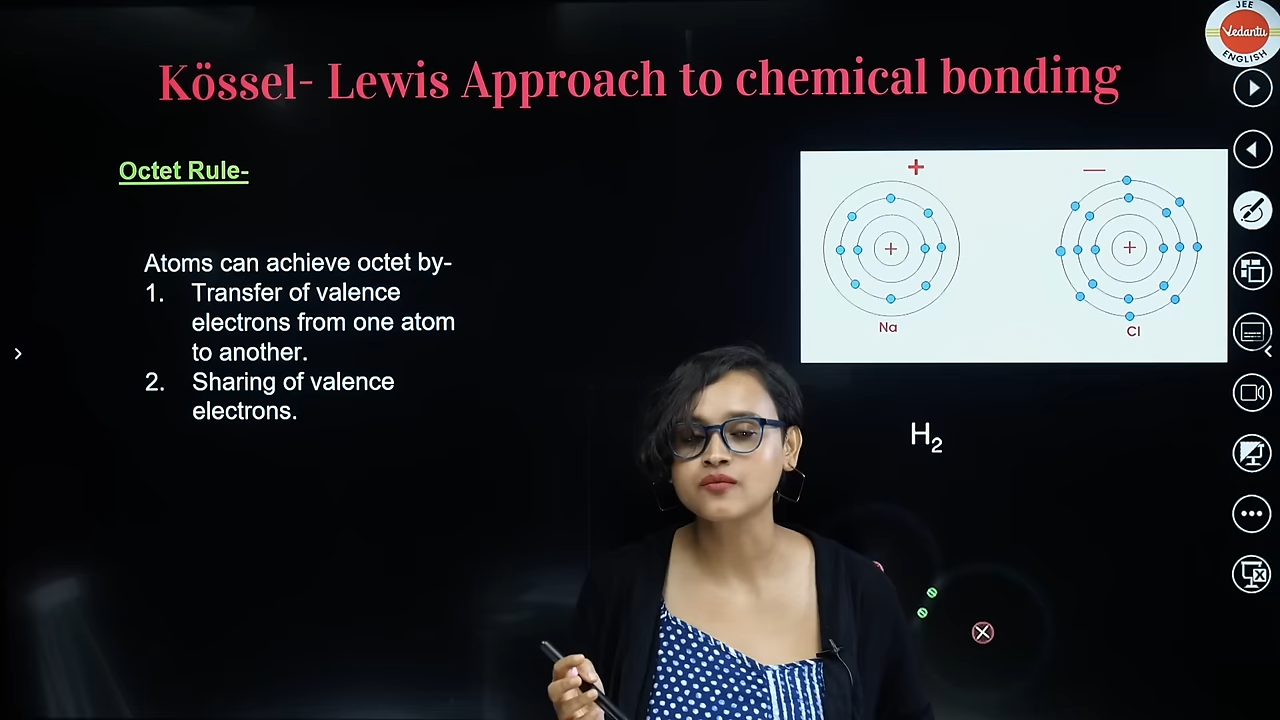 JEE
Vedantu
ENGLISH
Kössel- Lewis Approach to chemical bonding
Octet Rule-
Atoms can achieve octet by-
1. Transfer of valence
electrons from one atom
to another.
2. Sharing of valence
electrons.
+ —
+ +
Na Cl
H₂